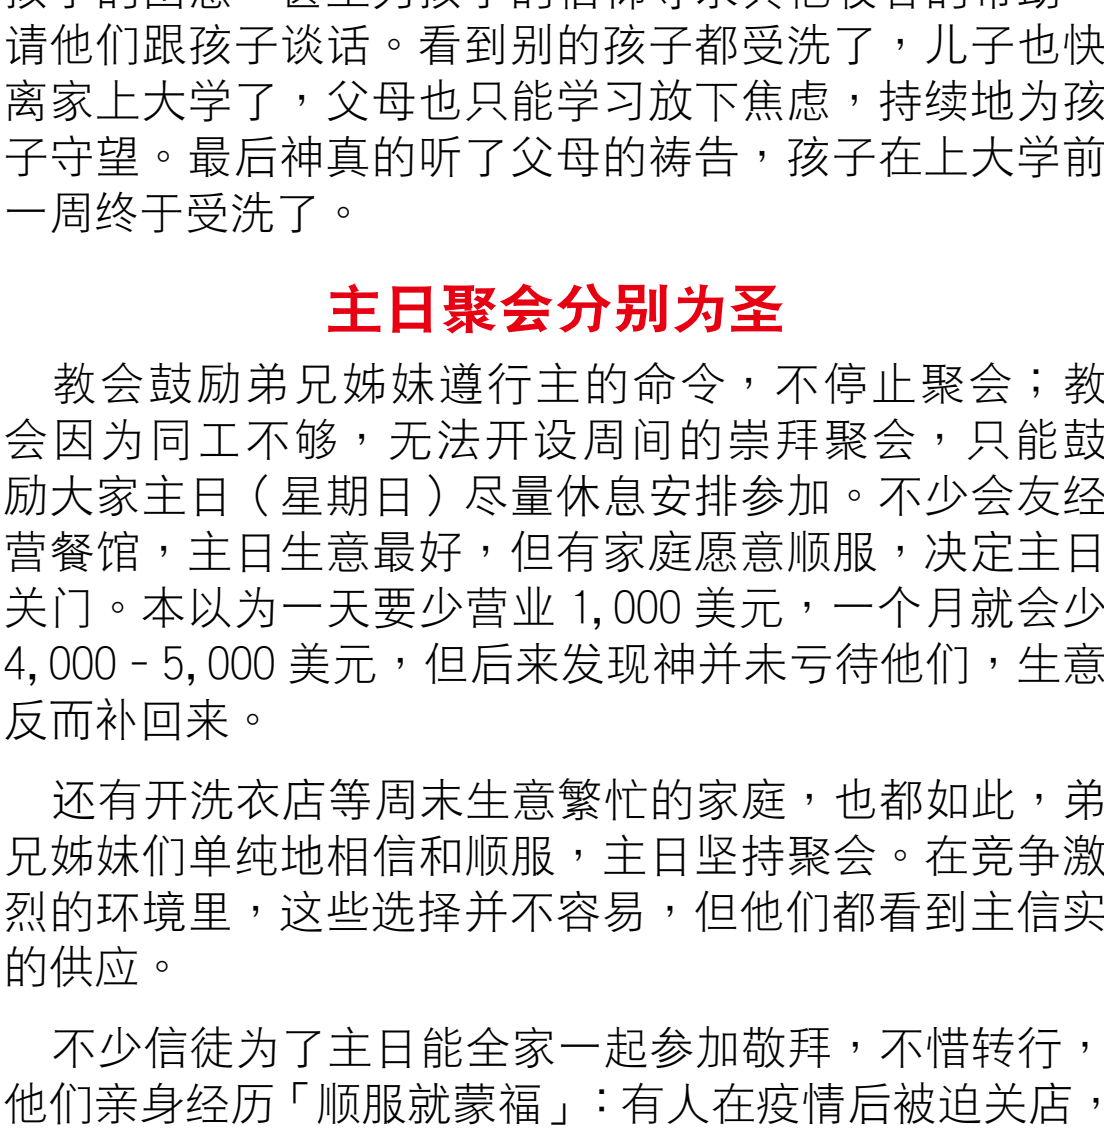 请他们跟孩子谈话。看到别的孩子都受洗了，儿子也快
离家上大学了，父母也只能学习放下焦虑，持续地为孩
子守望。最后神真的听了父母的祷告，孩子在上大学前
一周终于受洗了。
主日聚会分别为圣
教会鼓励弟兄姊妹遵行主的命令，不停止聚会；教
会因为同工不够，无法开设周间的崇拜聚会，只能鼓
励大家主日（星期日）尽量休息安排参加。不少会友经
营餐馆，主日生意最好，但有家庭愿意顺服，决定主日
关门。本以为一天要少营业 1,000 美元，一个月就会少
4,000 - 5,000 美元，但后来发现神并未亏待他们，生意
反而补回来。
还有开洗衣店等周末生意繁忙的家庭，也都如此，弟
兄姊妹们单纯地相信和顺服，主日坚持聚会。在竞争激
烈的环境里，这些选择并不容易，但他们都看到主信实
的供应。
不少信徒为了主日能全家一起参加敬拜，不惜转行，
他们亲身经历「顺服就蒙福」：有人在疫情后被迫关店，